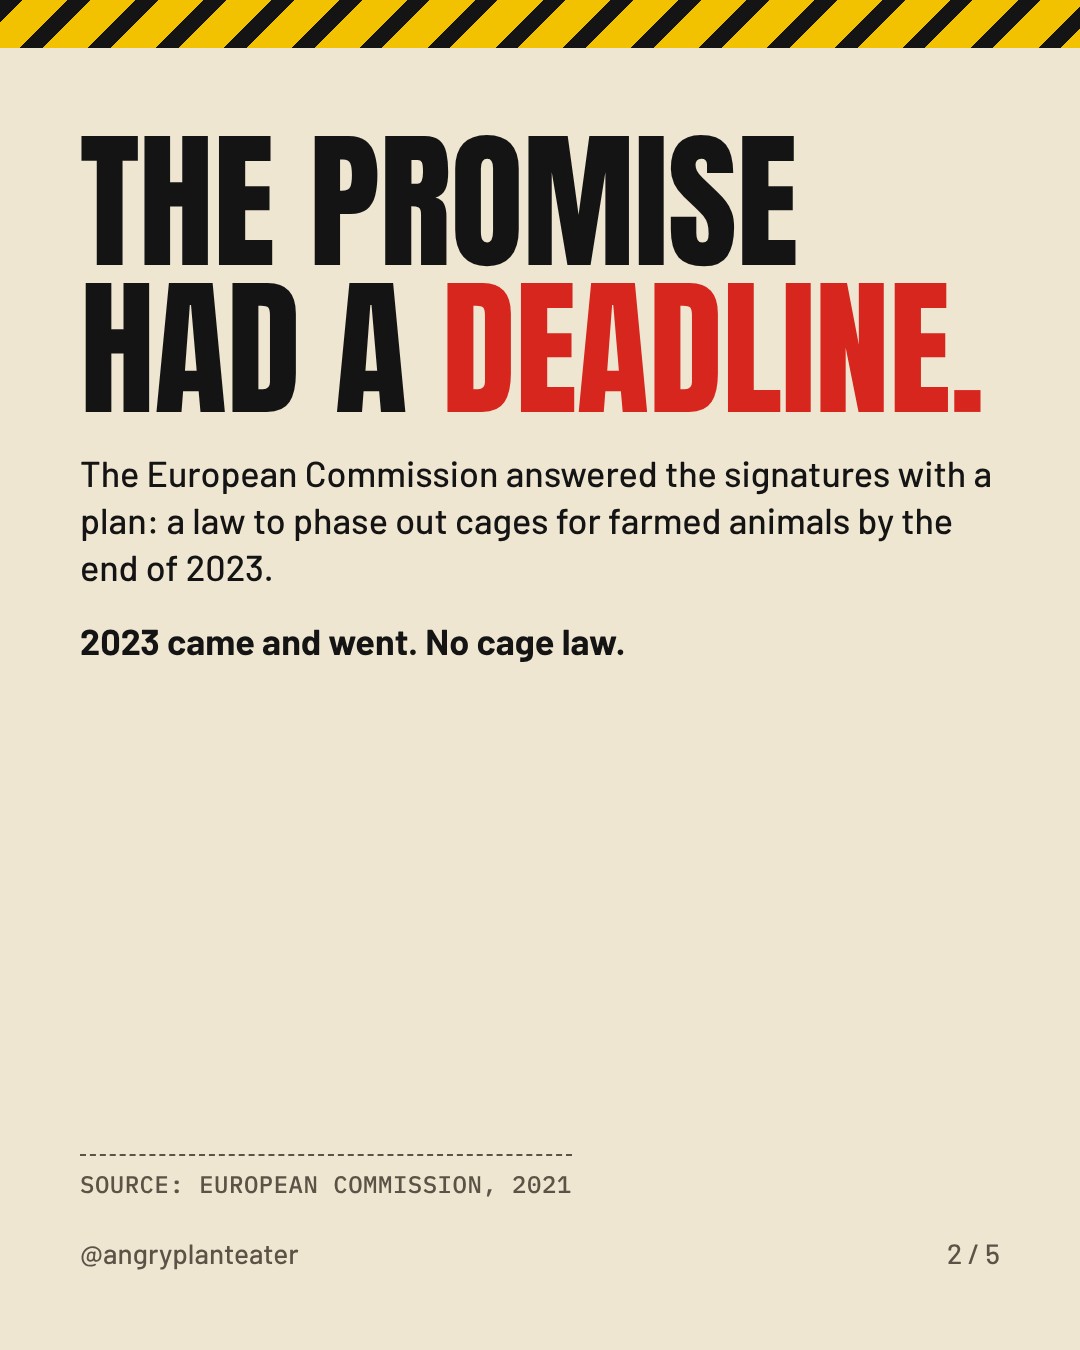 THE PROMISE
HAD A DEADLINE.
The European Commission answered the signatures with a
plan: a law to phase out cages for farmed animals by the
end of 2023.
2023 came and went. No cage law.
SOURCE: EUROPEAN COMMISSION, 2021
@angryplanteater
2 / 5